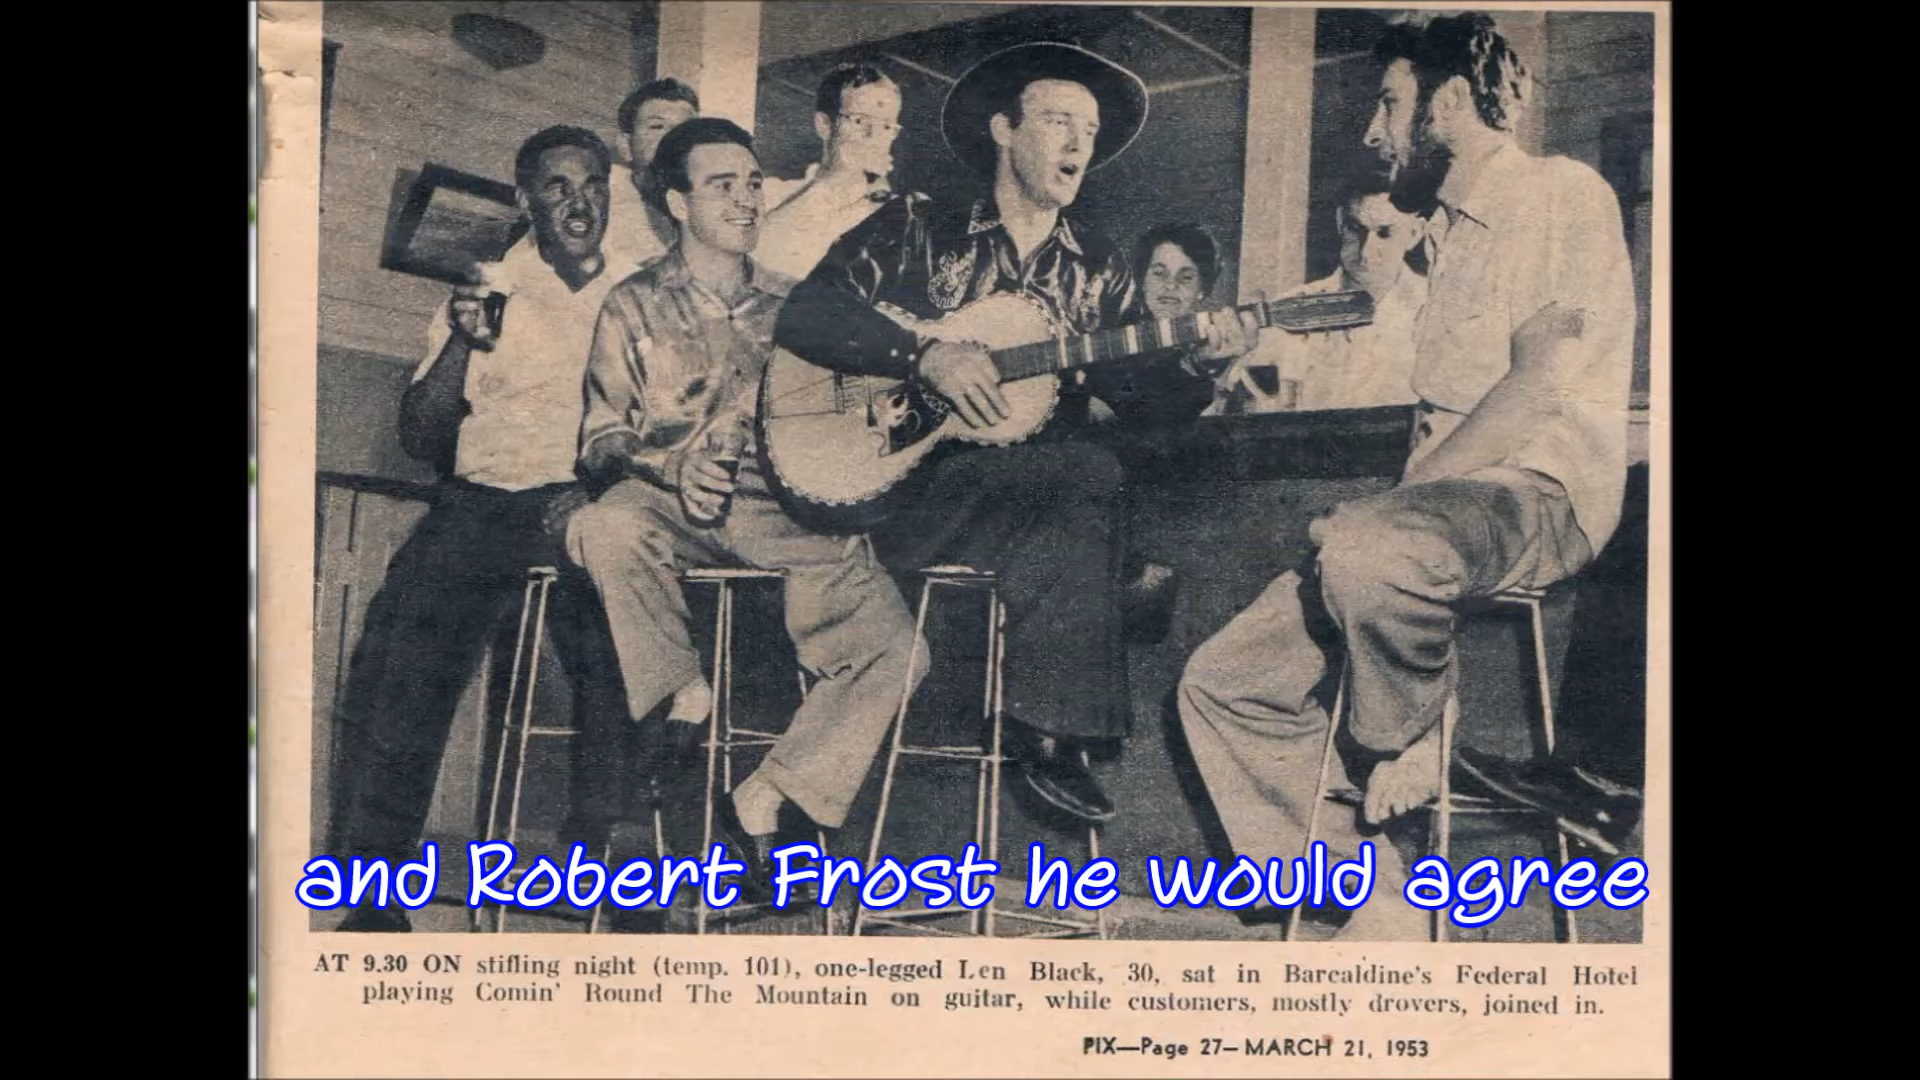 and Robert Frost he would agree
AT 9.30 ON stifling night (temp. 101), one-legged Len Black, 30, sat in Barcaldine's Federal Hotel
playing Comin' Round The Mountain on guitar, while customers, mostly drovers, joined in.
PIX—Page 27—MARCH 21, 1953